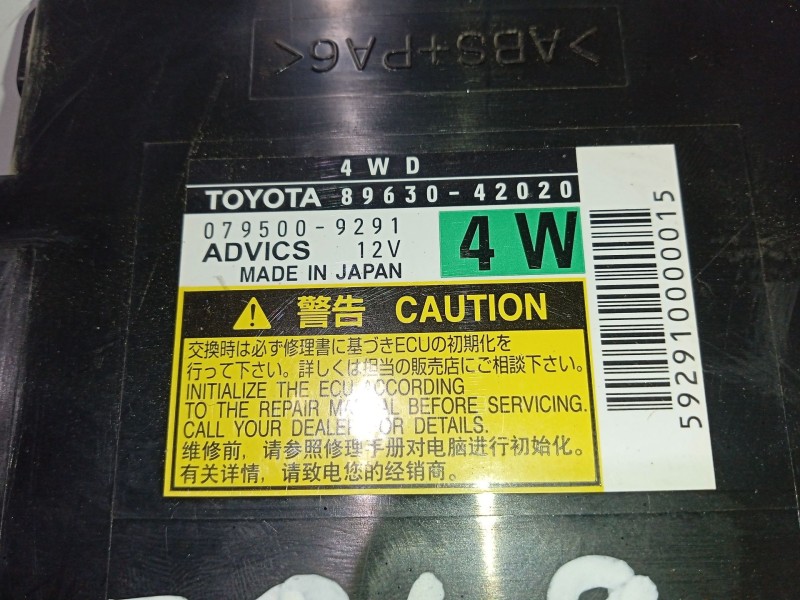 >ABS+PA6<
4WD
TOYOTA 89630-42020
079500-9291
ADVICS 12V
MADE IN JAPAN
4W
警告 CAUTION
交換時は必ず修理書に基づきECUの初期化を
行って下さい。詳しくは担当の販売店にご相談下さい。
INITIALIZE THE ECU ACCORDING
TO THE REPAIR MANUAL BEFORE SERVICING.
CALL YOUR DEALER FOR DETAILS.
维修前，请参照修理手册对电脑进行初始化。
有关详情，请致电您的经销商。
592910000015